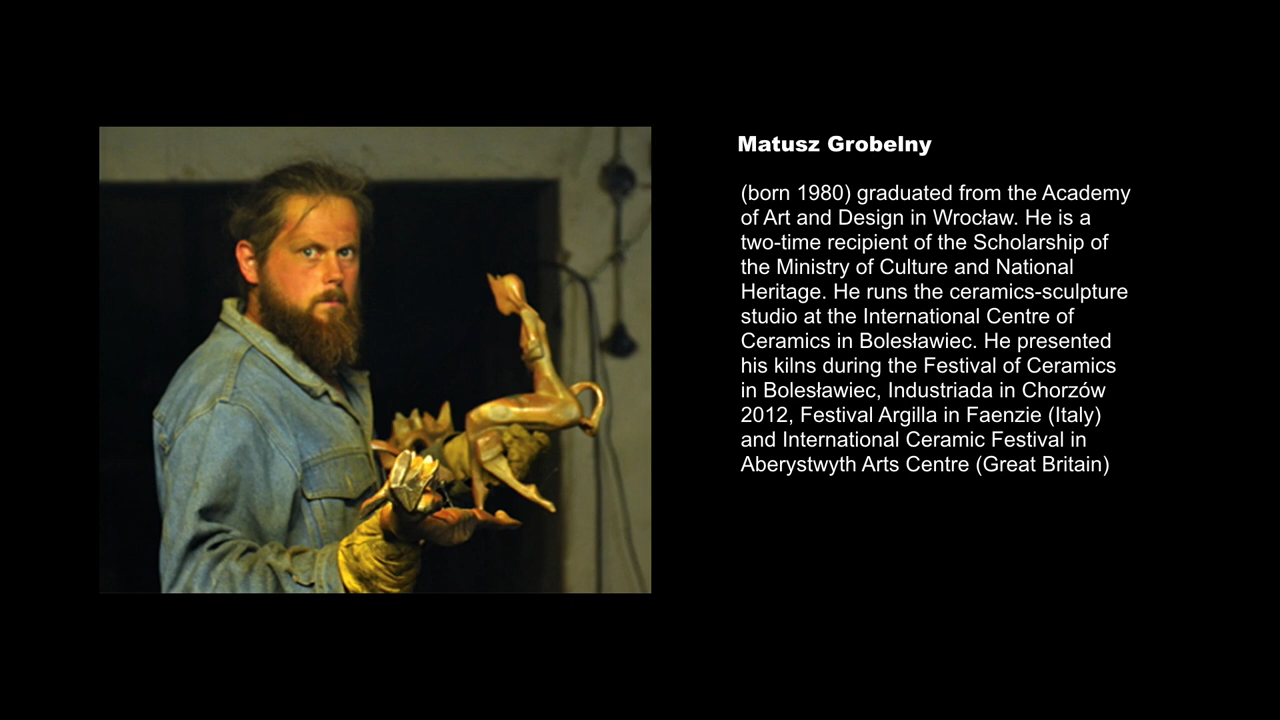 Matusz Grobelny
(born 1980) graduated from the Academy
of Art and Design in Wrocław. He is a
two-time recipient of the Scholarship of
the Ministry of Culture and National
Heritage. He runs the ceramics-sculpture
studio at the International Centre of
Ceramics in Bolesławiec. He presented
his kilns during the Festival of Ceramics
in Bolesławiec, Industriada in Chorzów
2012, Festival Argilla in Faenzie (Italy)
and International Ceramic Festival in
Aberystwyth Arts Centre (Great Britain)